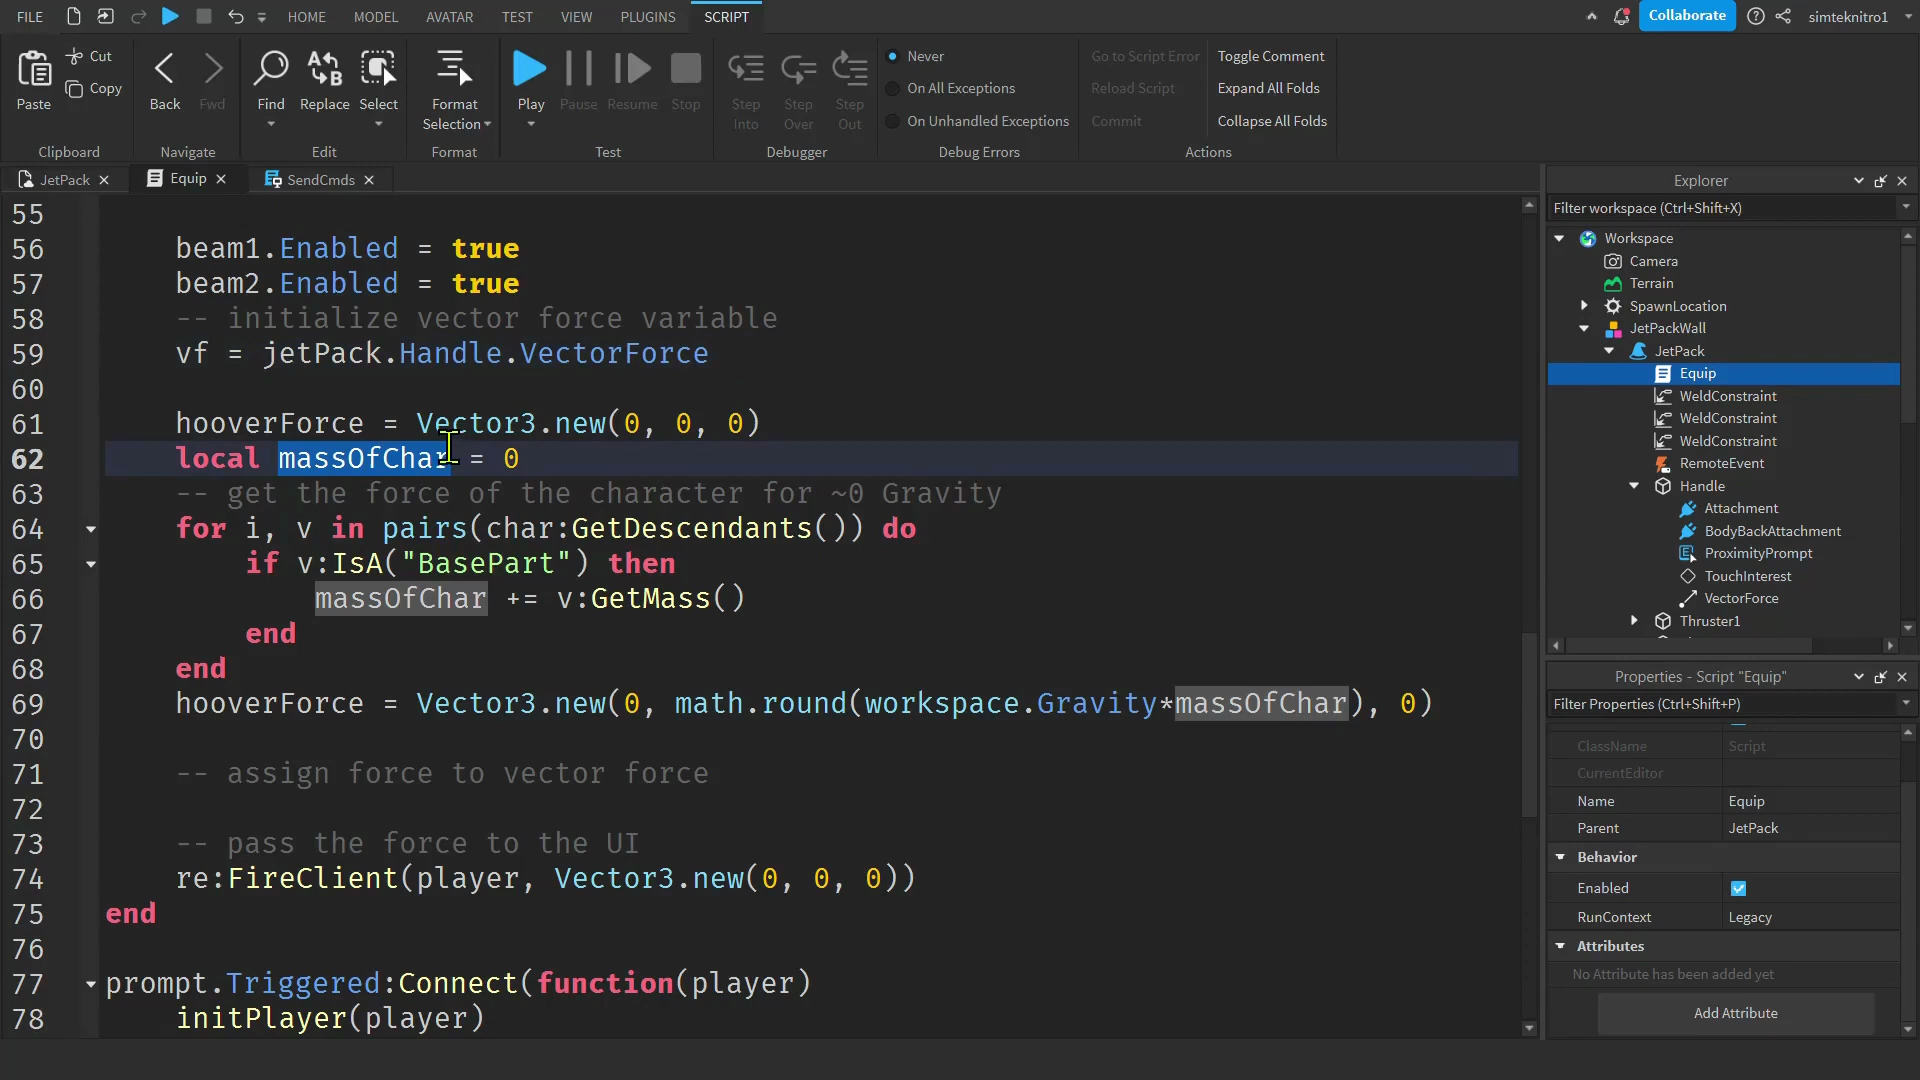 FILE HOME MODEL AVATAR TEST VIEW PLUGINS SCRIPT Collaborate simteknitro1
Paste Cut Copy
Clipboard
Back Fwd
Navigate
Find Replace Select
Edit
Format Selection
Format
Play Pause Resume Stop
Test
Step Into Step Over Step Out
Debugger
Never
On All Exceptions
On Unhandled Exceptions
Debug Errors
Go to Script Error Toggle Comment
Reload Script Expand All Folds
Commit Collapse All Folds
Actions
JetPack Equip SendCmds
55
56 beam1.Enabled = true
57 beam2.Enabled = true
58 -- initialize vector force variable
59 vf = jetPack.Handle.VectorForce
60
61 hooverForce = Vector3.new(0, 0, 0)
62 local massOfChar = 0
63 -- get the force of the character for ~0 Gravity
64 for i, v in pairs(char:GetDescendants()) do
65 if v:IsA("BasePart") then
66 massOfChar += v:GetMass()
67 end
68 end
69 hooverForce = Vector3.new(0, math.round(workspace.Gravity*massOfChar), 0)
70
71 -- assign force to vector force
72
73 -- pass the force to the UI
74 re:FireClient(player, Vector3.new(0, 0, 0))
75 end
76
77 prompt.Triggered:Connect(function(player)
78 initPlayer(player)
Explorer
Filter workspace (Ctrl+Shift+X)
Workspace
Camera
Terrain
SpawnLocation
JetPackWall
JetPack
Equip
WeldConstraint
WeldConstraint
WeldConstraint
RemoteEvent
Handle
Attachment
BodyBackAttachment
ProximityPrompt
TouchInterest
VectorForce
Thruster1
Properties - Script "Equip"
Filter Properties (Ctrl+Shift+P)
ClassName Script
CurrentEditor
Name Equip
Parent JetPack
Behavior
Enabled
RunContext Legacy
Attributes
No Attribute has been added yet
Add Attribute